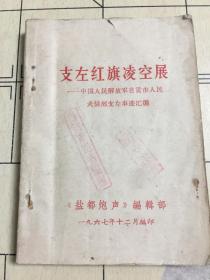 支左红旗凌空展
——中国人民解放军自贡市人民
武装部支左事迹汇编
《盐都炮声》编辑部
一九六七年十二月编印